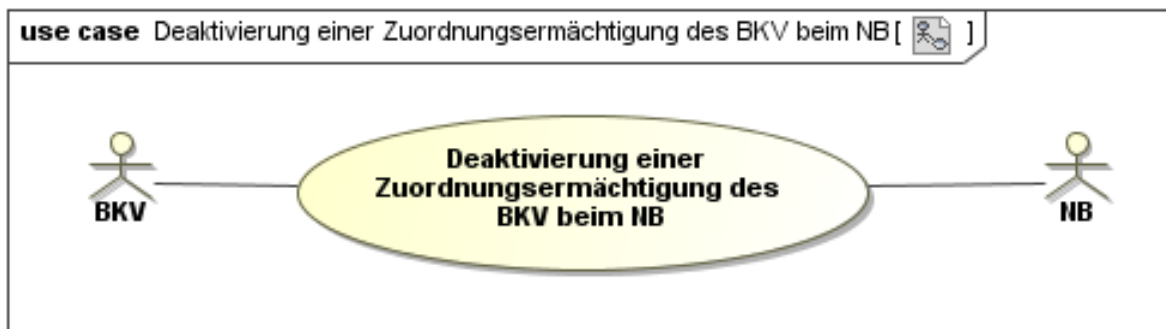 use case Deaktivierung einer Zuordnungsermächtigung des BKV beim NB [ ]
Deaktivierung einer
Zuordnungsermächtigung des
BKV beim NB
BKV
NB